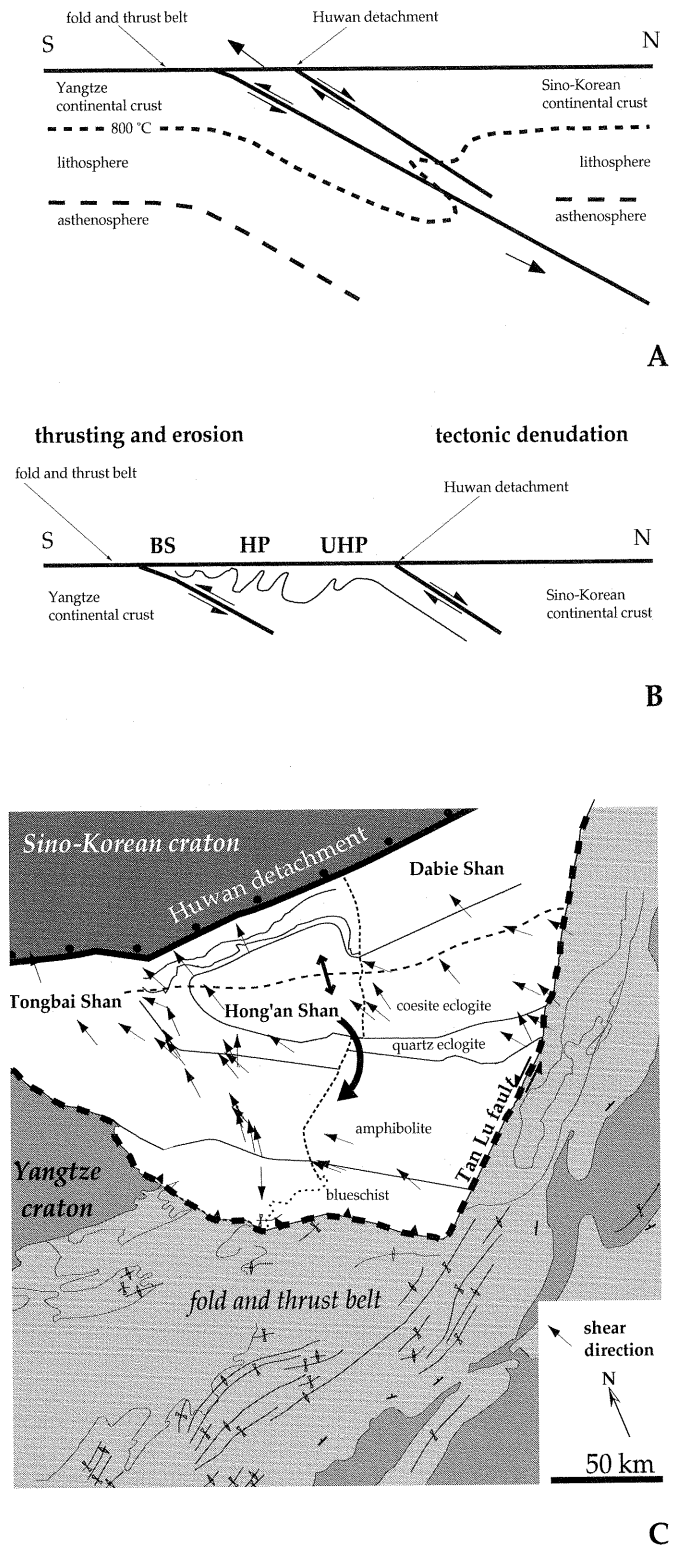 fold and thrust belt
Huwan detachment
S
N
Yangtze
continental crust
Sino-Korean
continental crust
800 °C
lithosphere
lithosphere
asthenosphere
asthenosphere
A
thrusting and erosion
tectonic denudation
fold and thrust belt
Huwan detachment
S
BS
HP
UHP
N
Yangtze
continental crust
Sino-Korean
continental crust
B
Sino-Korean craton
Huwan detachment
Dabie Shan
Tongbai Shan
Hong'an Shan
coesite eclogite
quartz eclogite
Tan Lu fault
amphibolite
Yangtze
craton
blueschist
fold and thrust belt
shear
direction
N
50 km
C